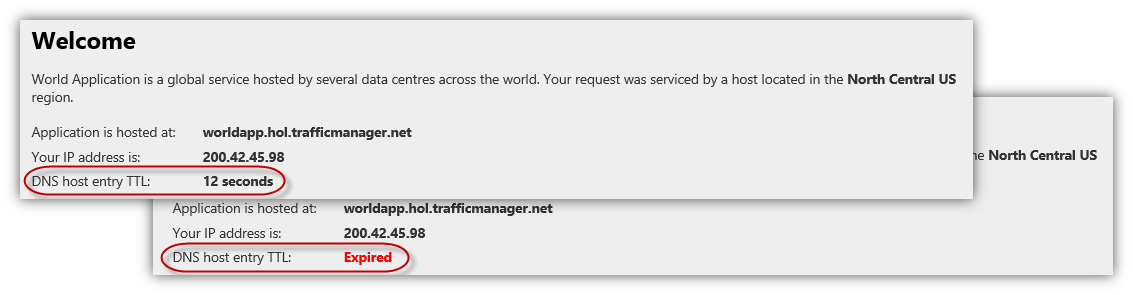 Welcome
World Application is a global service hosted by several data centres across the world. Your request was serviced by a host located in the North Central US
region.
Application is hosted at: worldapp.hol.trafficmanager.net
Your IP address is: 200.42.45.98
DNS host entry TTL: 12 seconds
North Central US
Application is hosted at: worldapp.hol.trafficmanager.net
Your IP address is: 200.42.45.98
DNS host entry TTL: Expired